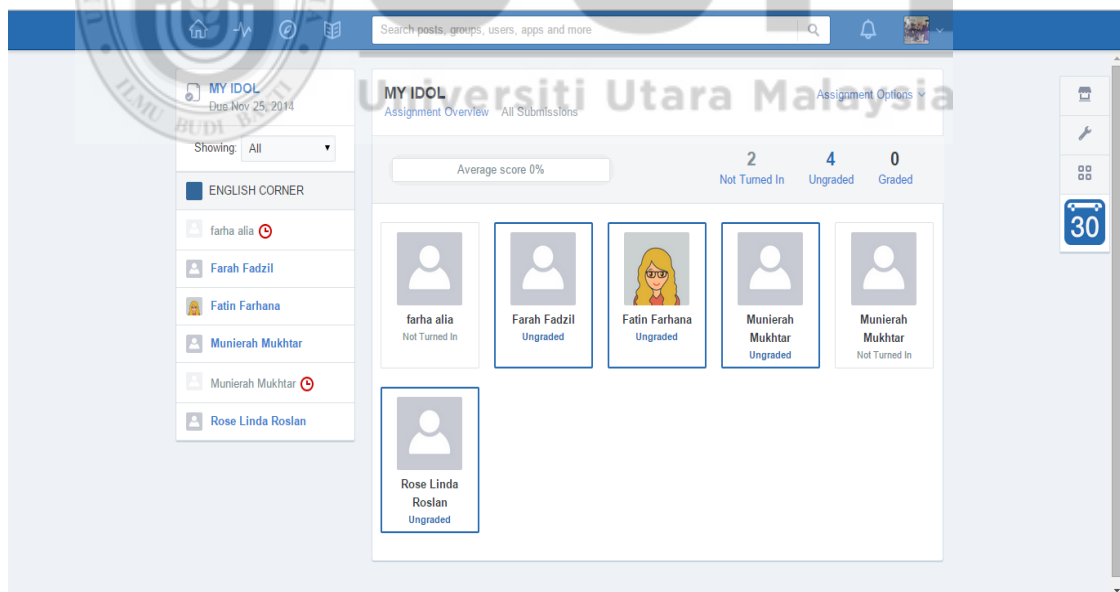 Search posts, groups, users, apps and more
MY IDOL
Due Nov 25, 2014
Showing: All
ENGLISH CORNER
farha alia
Farah Fadzil
Fatin Farhana
Munierah Mukhtar
Munierah Mukhtar
Rose Linda Roslan
Universiti Utara Malaysia
ILMU BUDI BAKTI
MY IDOL
Assignment Options
Assignment Overview All Submissions
Average score 0%
2 4 0
Not Turned In Ungraded Graded
farha alia
Not Turned In
Farah Fadzil
Ungraded
Fatin Farhana
Ungraded
Munierah
Mukhtar
Ungraded
Munierah
Mukhtar
Not Turned In
Rose Linda
Roslan
Ungraded
30